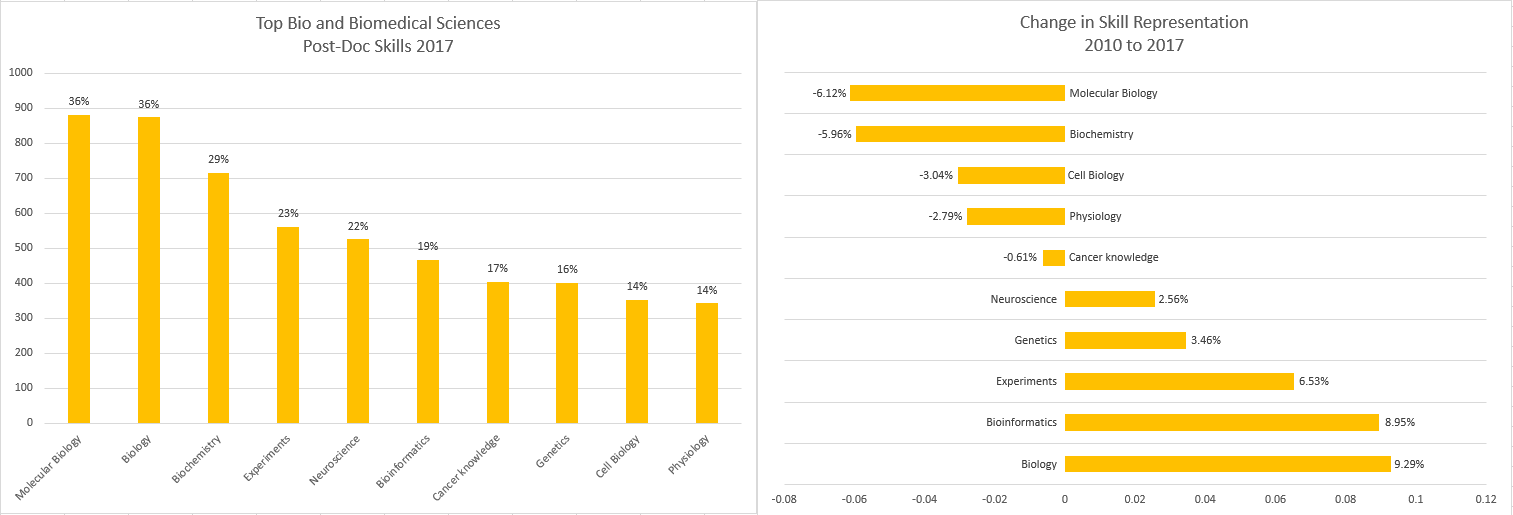 Top Bio and Biomedical Sciences
Post-Doc Skills 2017
1000
900
800
700
600
500
400
300
200
100
0
36%
36%
29%
23%
22%
19%
17%
16%
14%
14%
Molecular Biology
Biology
Biochemistry
Experiments
Neuroscience
Bioinformatics
Cancer knowledge
Genetics
Cell Biology
Physiology
Change in Skill Representation
2010 to 2017
-6.12% Molecular Biology
-5.96% Biochemistry
-3.04% Cell Biology
-2.79% Physiology
-0.61% Cancer knowledge
Neuroscience 2.56%
Genetics 3.46%
Experiments 6.53%
Bioinformatics 8.95%
Biology 9.29%
-0.08 -0.06 -0.04 -0.02 0 0.02 0.04 0.06 0.08 0.1 0.12